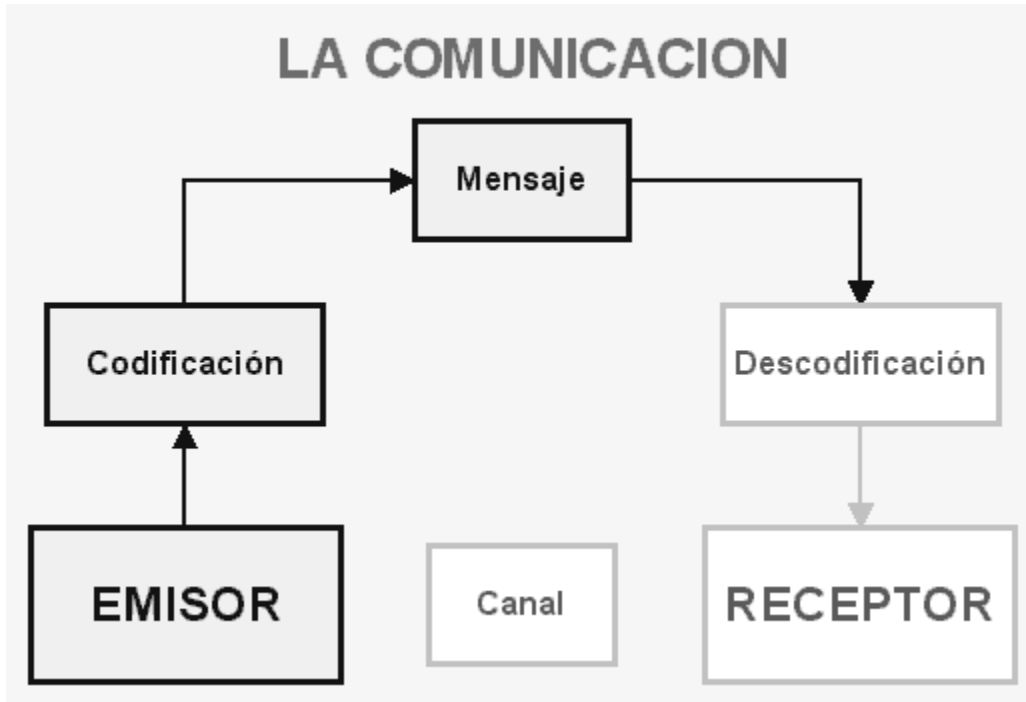 LA COMUNICACION
Mensaje
Codificación
Descodificación
EMISOR
Canal
RECEPTOR